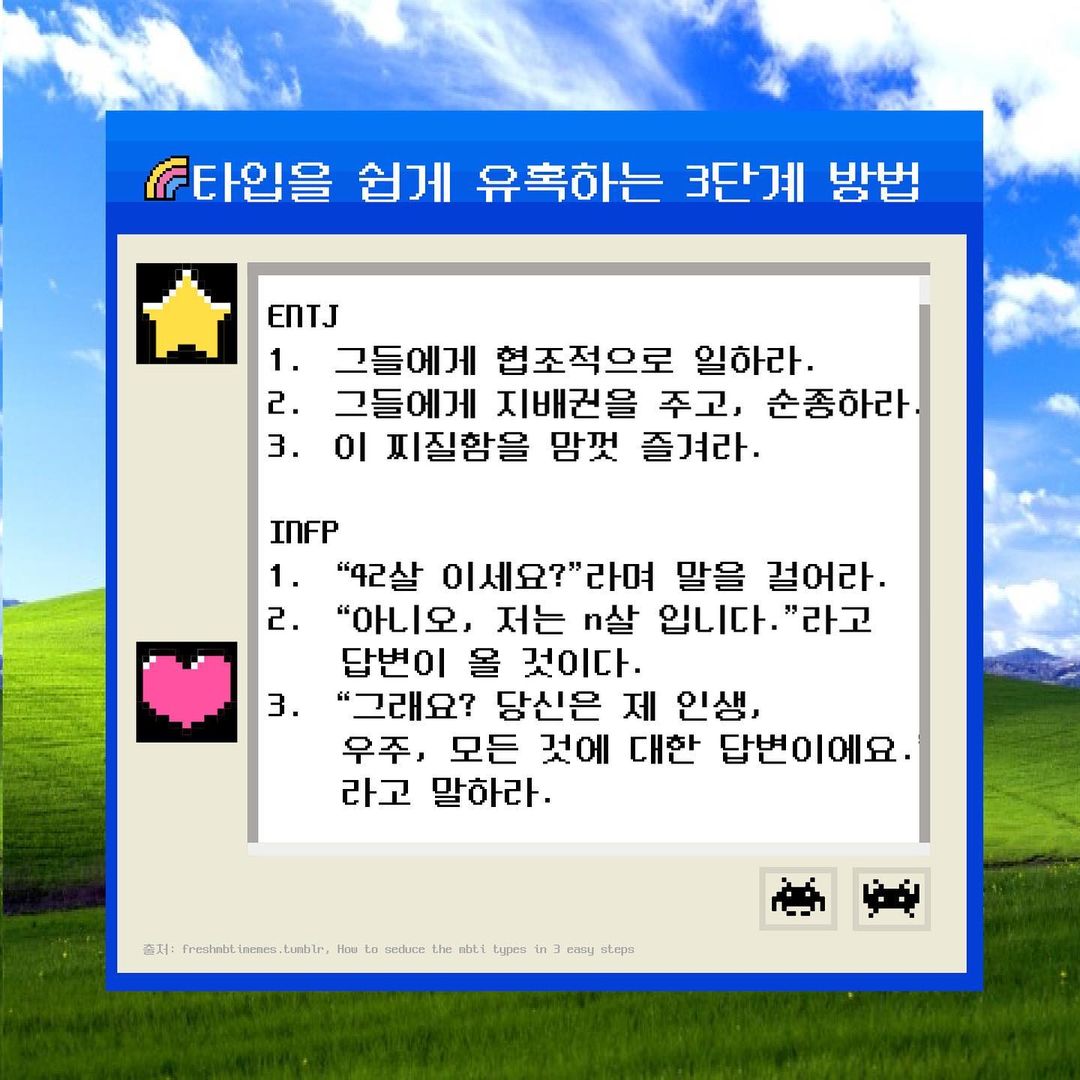 🌈타입을 쉽게 유혹하는 3단계 방법
ENTJ
1. 그들에게 협조적으로 일하라.
2. 그들에게 지배권을 주고, 순종하라.
3. 이 찌질함을 맘껏 즐겨라.
INFP
1. “42살 이세요?”라며 말을 걸어라.
2. “아니오, 저는 n살 입니다.”라고
답변이 올 것이다.
3. “그래요? 당신은 제 인생,
우주, 모든 것에 대한 답변이에요.”
라고 말하라.
출처: freshmbtimemes.tumblr, How to seduce the mbti types in 3 easy steps